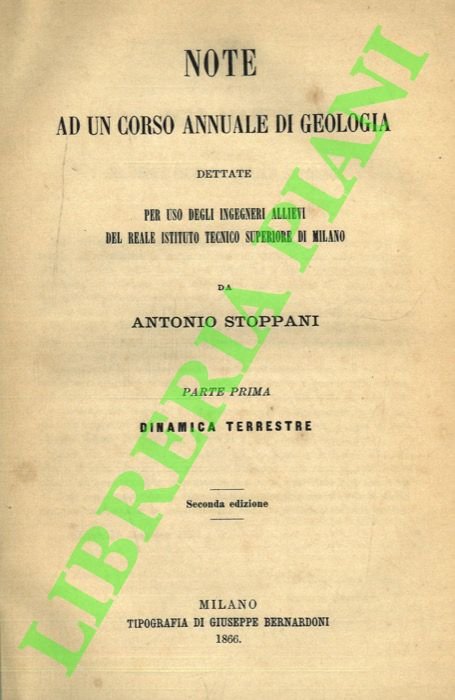 NOTE
AD UN CORSO ANNUALE DI GEOLOGIA
DETTATE
PER USO DEGLI INGEGNERI ALLIEVI
DEL REALE ISTITUTO TECNICO SUPERIORE DI MILANO
DA
ANTONIO STOPPANI
PARTE PRIMA
DINAMICA TERRESTRE
Seconda edizione
MILANO
TIPOGRAFIA DI GIUSEPPE BERNARDONI
1866.
LIBRERIA PIANI